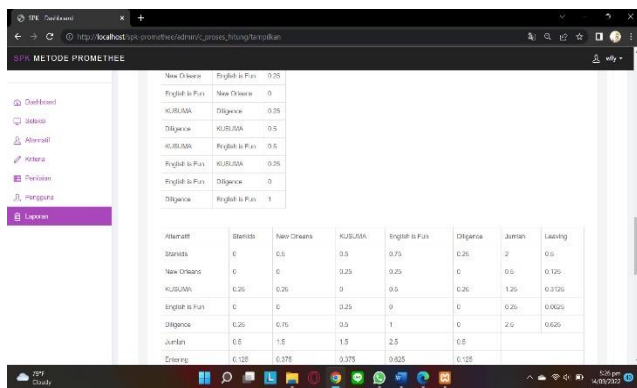 SPK Dashboard
http://localhost/spk-promethee/admin/c_proses_hitung/tampilkan
SPK METODE PROMETHEE
Dashboard
Seleksi
Alternatif
Kriteria
Penilaian
Pengguna
Laporan
New Orleans English is Fun 0.25
English is Fun New Orleans 0
KUSUMA Diligence 0.25
Diligence KUSUMA 0.5
KUSUMA English is Fun 0.5
English is Fun KUSUMA 0.25
English is Fun Diligence 0
Diligence English is Fun 1
Alternatif Starkids New Orleans KUSUMA English is Fun Diligence Jumlah Leaving
Starkids 0 0.5 0.5 0.75 0.25 2 0.5
New Orleans 0 0 0.25 0.25 0 0.5 0.125
KUSUMA 0.25 0.25 0 0.5 0.25 1.25 0.3125
English is Fun 0 0 0.25 0 0 0.25 0.0625
Diligence 0.25 0.75 0.5 1 0 2.5 0.625
Jumlah 0.5 1.5 1.5 2.5 0.5
Entering 0.125 0.375 0.375 0.625 0.125
Cloudy
5:26 pm
14/09/2022